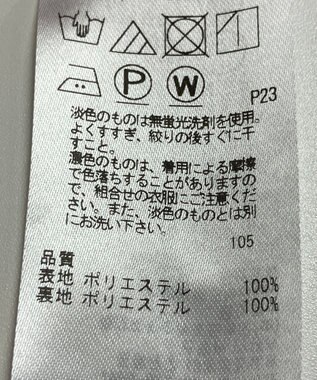 P W P23
淡色のものは無蛍光洗剤を使用。
よくすすぎ、絞りの後すぐに干
すこと。
濃色のものは、着用による摩擦
で色落ちすることがありますの
で、組合せの衣服にご注意くだ
さい。また、淡色のものとは別
にお洗い下さい。
105
品質
表地 ポリエステル 100%
裏地 ポリエステル 100%